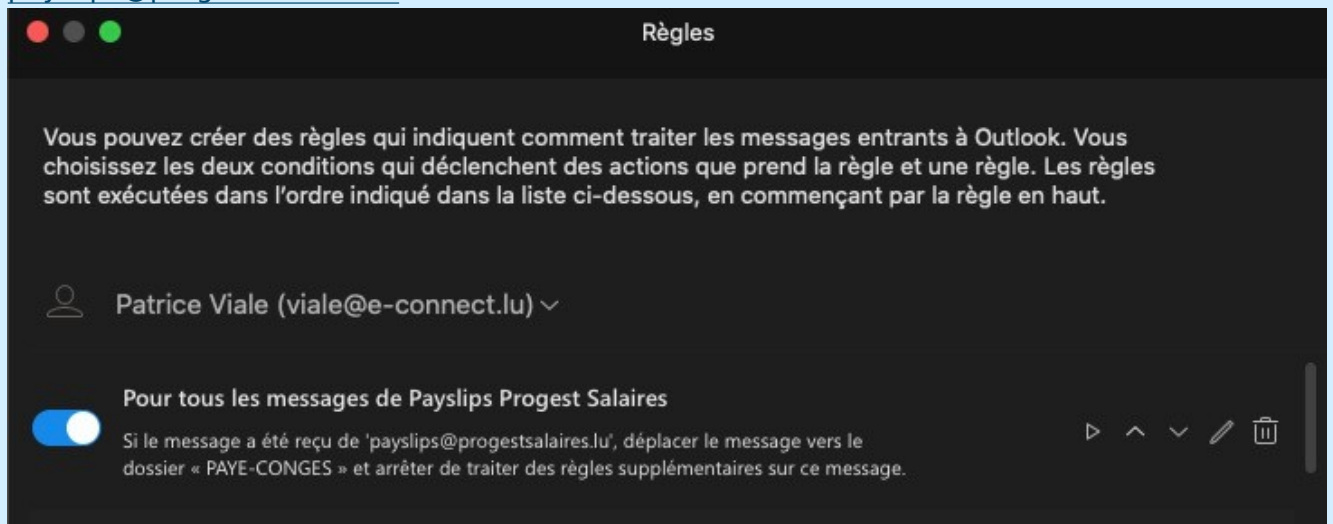 Règles
Vous pouvez créer des règles qui indiquent comment traiter les messages entrants à Outlook. Vous
choisissez les deux conditions qui déclenchent des actions que prend la règle et une règle. Les règles
sont exécutées dans l'ordre indiqué dans la liste ci-dessous, en commençant par la règle en haut.
Patrice Viale (viale@e-connect.lu)
Pour tous les messages de Payslips Progest Salaires
Si le message a été reçu de 'payslips@progestsalaires.lu', déplacer le message vers le
dossier « PAYE-CONGES » et arrêter de traiter des règles supplémentaires sur ce message.